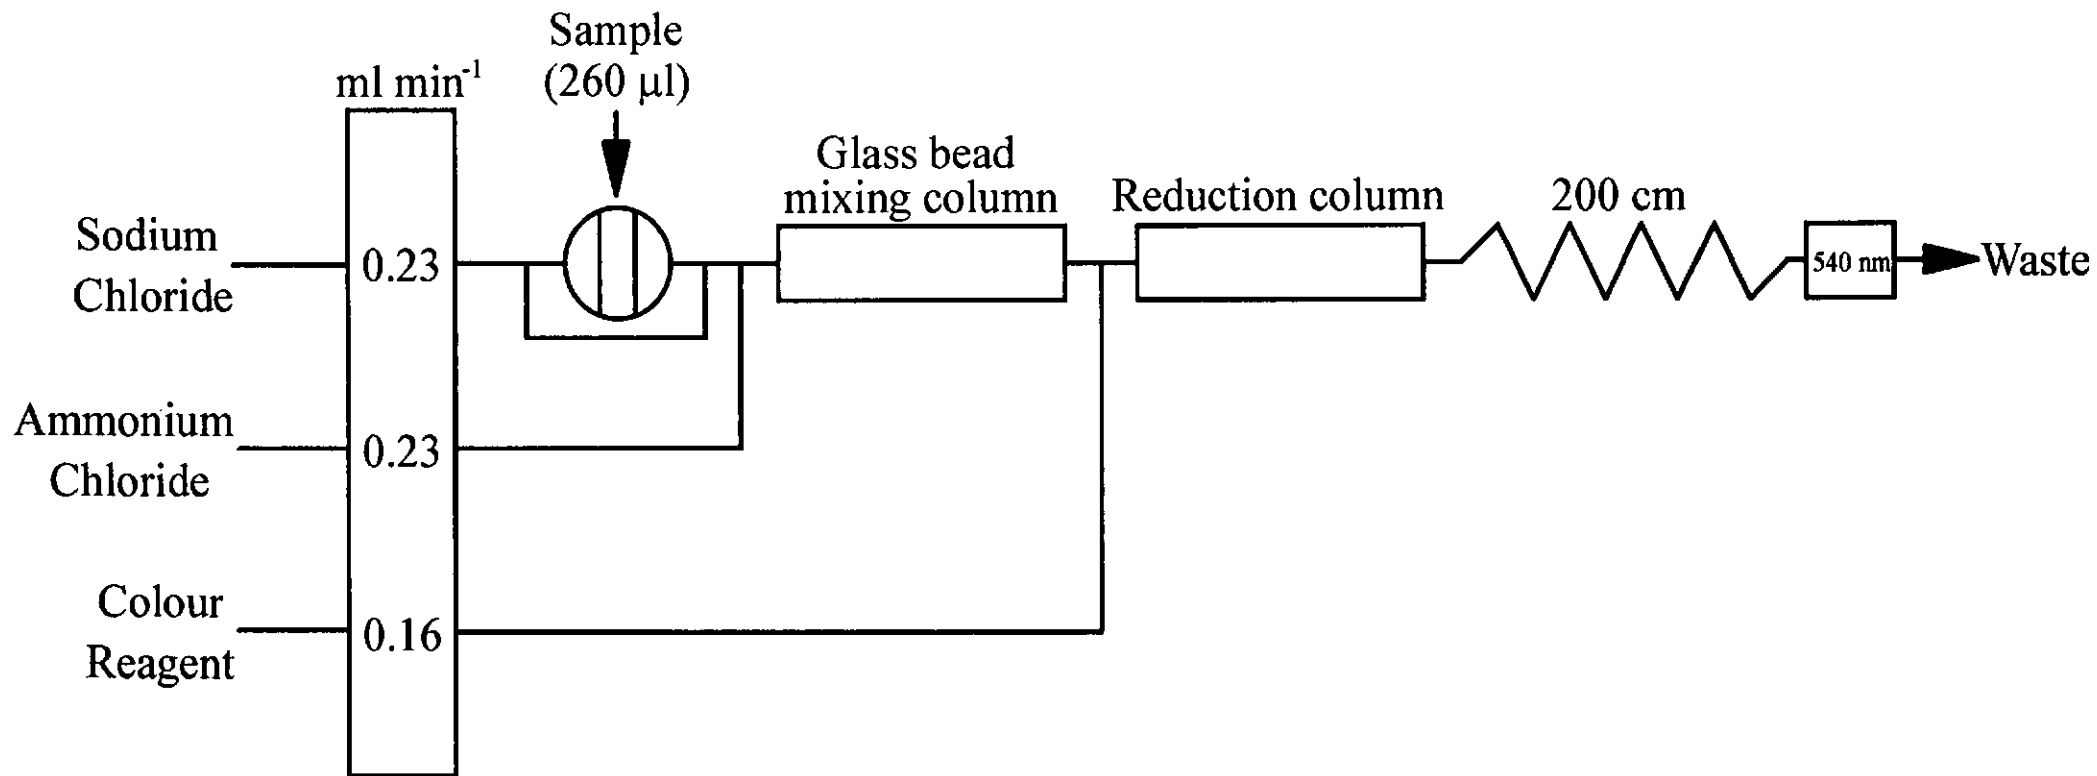 Sample
(260 µl)
ml min⁻¹
Glass bead
mixing column
Reduction column
200 cm
Sodium
Chloride
0.23
540 nm
Waste
Ammonium
Chloride
0.23
Colour
Reagent
0.16